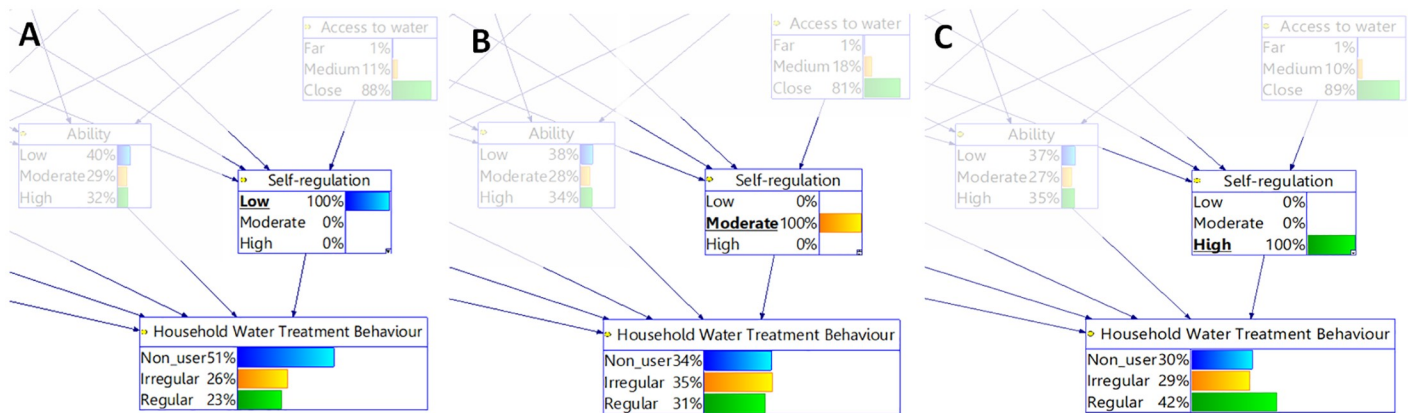 A
Access to water
Far 1%
Medium 11%
Close 88%
Ability
Low 40%
Moderate 29%
High 32%
Self-regulation
Low 100%
Moderate 0%
High 0%
Household Water Treatment Behaviour
Non_user 51%
Irregular 26%
Regular 23%
B
Access to water
Far 1%
Medium 18%
Close 81%
Ability
Low 38%
Moderate 28%
High 34%
Self-regulation
Low 0%
Moderate 100%
High 0%
Household Water Treatment Behaviour
Non_user 34%
Irregular 35%
Regular 31%
C
Access to water
Far 1%
Medium 10%
Close 89%
Ability
Low 37%
Moderate 27%
High 35%
Self-regulation
Low 0%
Moderate 0%
High 100%
Household Water Treatment Behaviour
Non_user 30%
Irregular 29%
Regular 42%